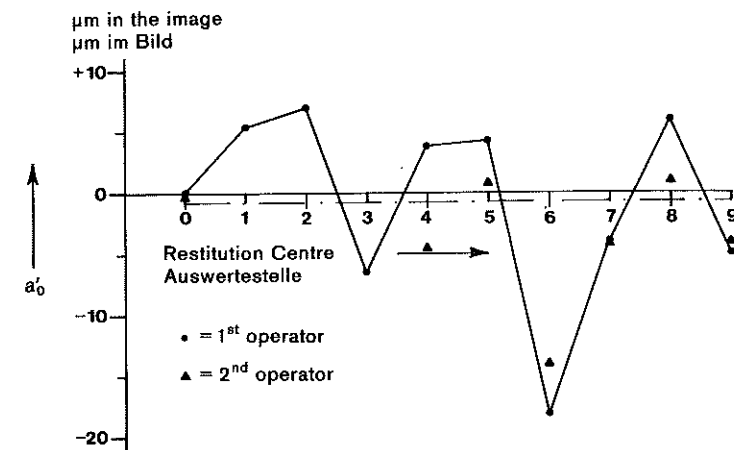 µm in the image
µm im Bild
+10
0
0 1 2 3 4 5 6 7 8 9
Restitution Centre
Auswertestelle
a'₀
-10
• = 1st operator
▲ = 2nd operator
-20